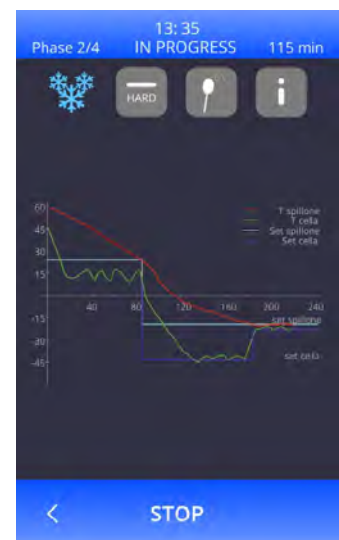 13:35
Phase 2/4 IN PROGRESS 115 min
HARD
i
60
45
30
15
-15
-30
-45
40 80 120 160 200 240
T spillone
T cella
Set spillone
Set cella
set spillone
set cella
STOP